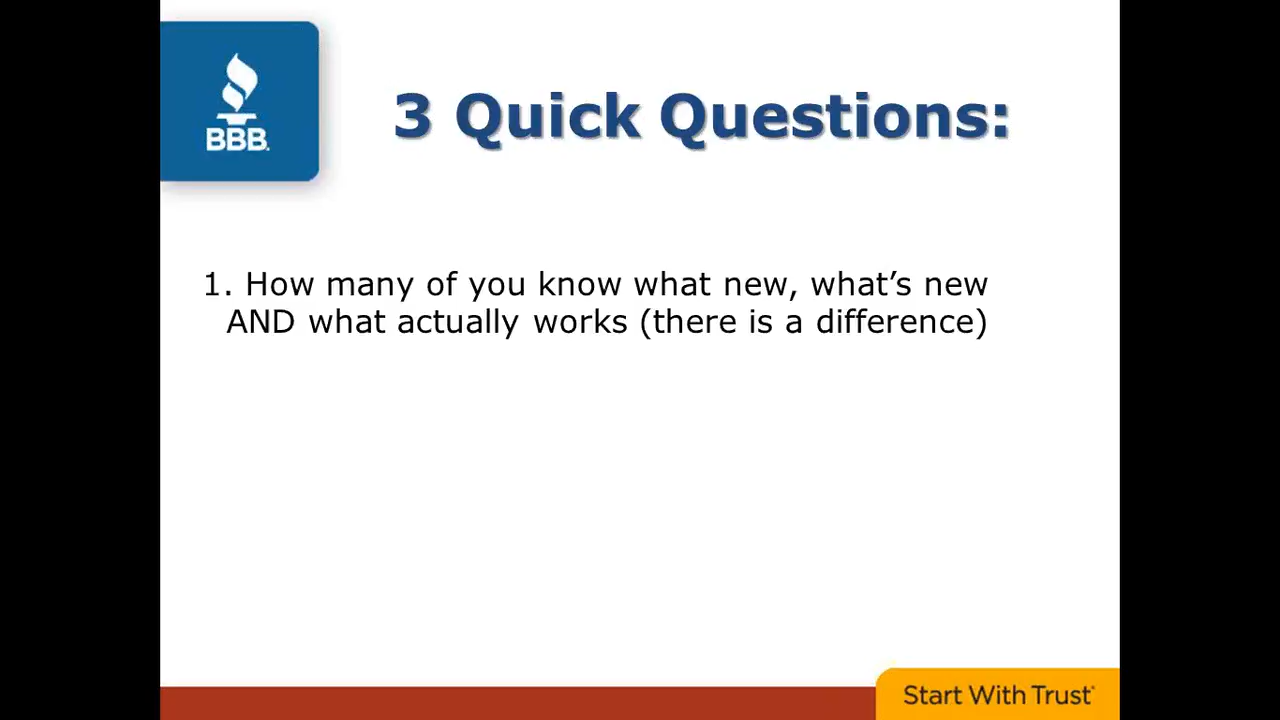 BBB.
3 Quick Questions:
1. How many of you know what new, what’s new
AND what actually works (there is a difference)
Start With Trust®